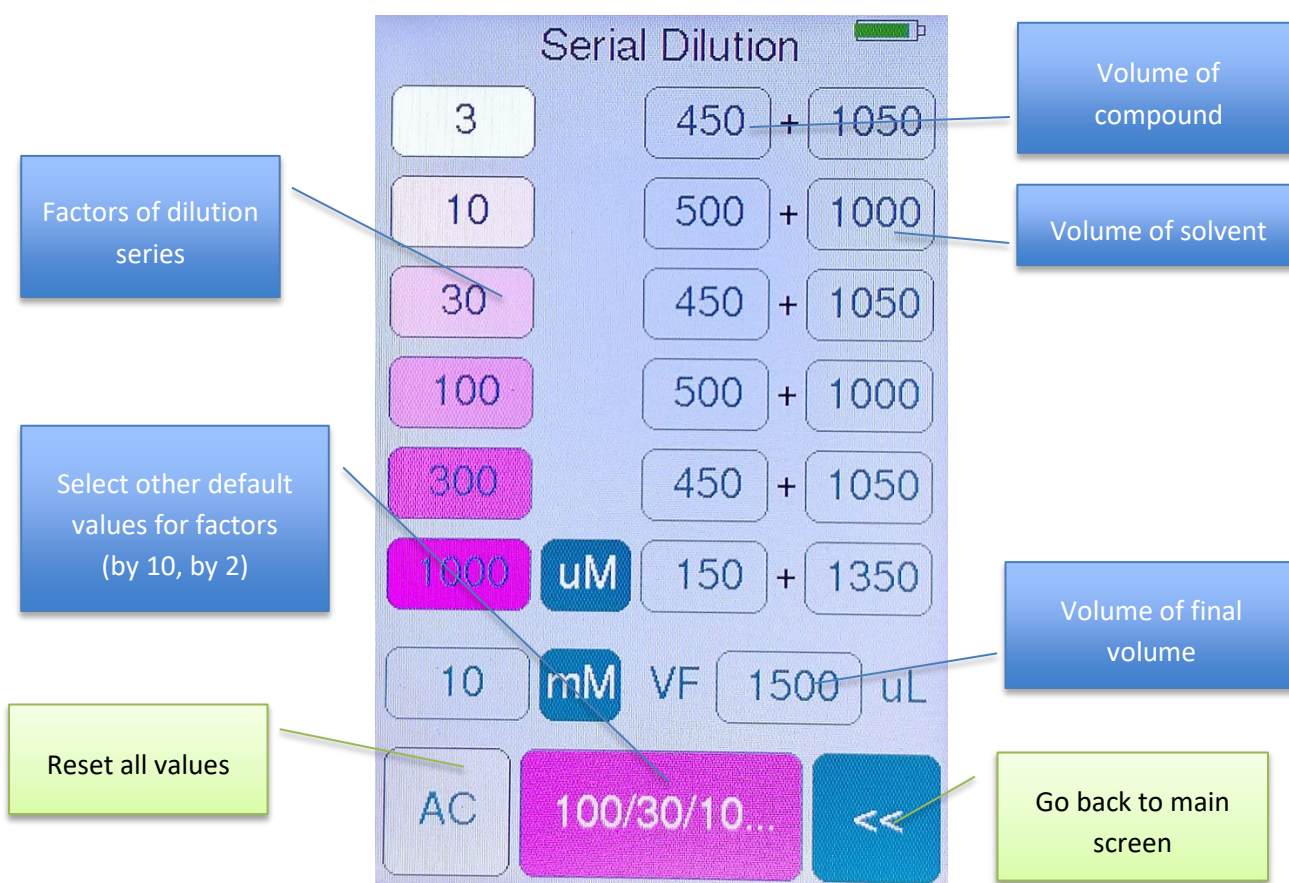 Serial Dilution
Volume of
compound
3 450 + 1050
Factors of dilution
series
10 500 + 1000
Volume of solvent
30 450 + 1050
100 500 + 1000
Select other default
values for factors
(by 10, by 2)
300 450 + 1050
1000 uM 150 + 1350
Volume of final
volume
10 mM VF 1500 uL
Reset all values
AC 100/30/10... <<
Go back to main
screen